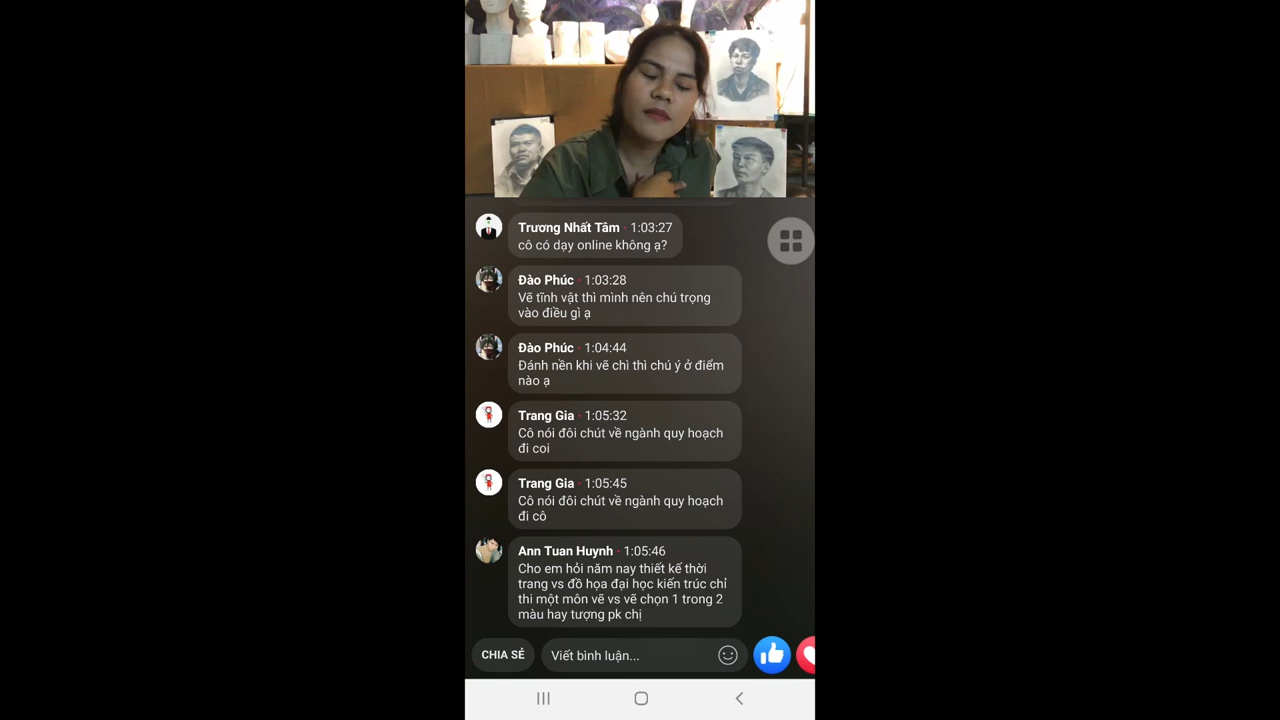 Trương Nhất Tâm · 1:03:27
cô có dạy online không ạ?
Đào Phúc · 1:03:28
Vẽ tĩnh vật thì mình nên chú trọng
vào điều gì ạ
Đào Phúc · 1:04:44
Đánh nền khi vẽ chì thì chú ý ở điểm
nào ạ
Trang Gia · 1:05:32
Cô nói đôi chút về ngành quy hoạch
đi coi
Trang Gia · 1:05:45
Cô nói đôi chút về ngành quy hoạch
đi cô
Ann Tuan Huynh · 1:05:46
Cho em hỏi năm nay thiết kế thời
trang vs đồ họa đại học kiến trúc chỉ
thi một môn vẽ vs vẽ chọn 1 trong 2
màu hay tượng pk chị
CHIA SẺ
Viết bình luận...